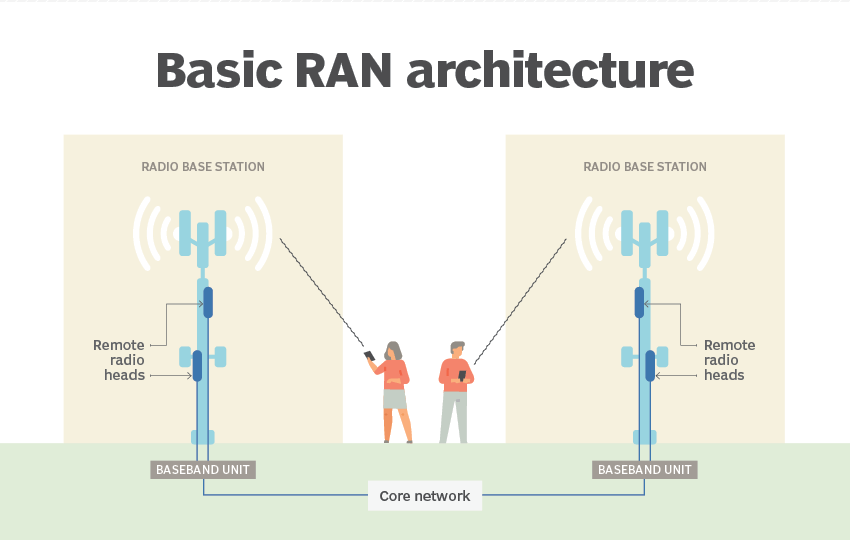 Basic RAN architecture
RADIO BASE STATION
RADIO BASE STATION
Remote
radio
heads
Remote
radio
heads
BASEBAND UNIT
BASEBAND UNIT
Core network